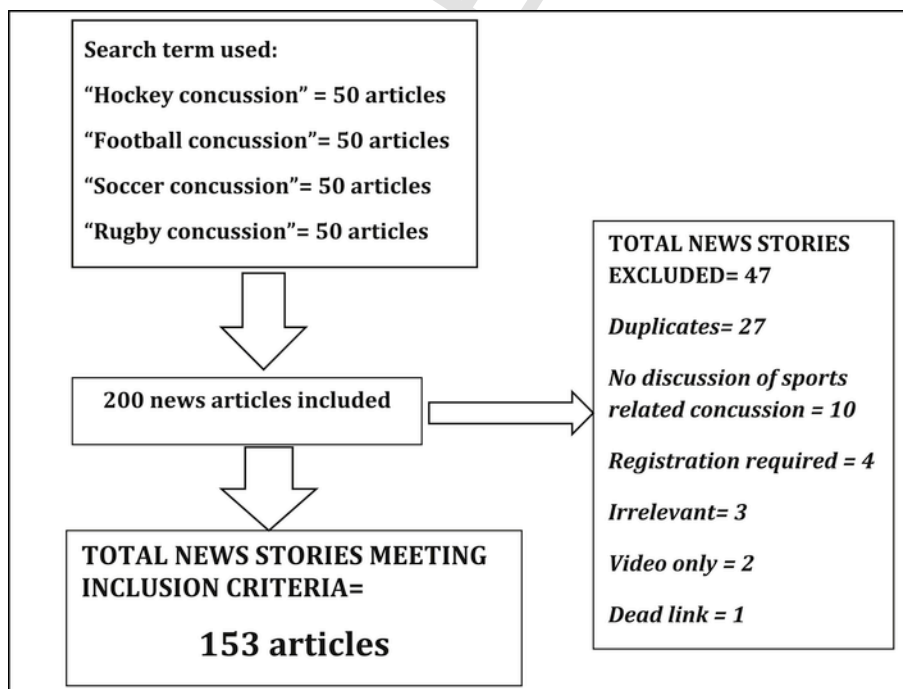 Search term used:
“Hockey concussion” = 50 articles
“Football concussion”= 50 articles
“Soccer concussion”= 50 articles
“Rugby concussion”= 50 articles
200 news articles included
TOTAL NEWS STORIES
EXCLUDED= 47
Duplicates= 27
No discussion of sports
related concussion = 10
Registration required = 4
Irrelevant= 3
Video only = 2
Dead link = 1
TOTAL NEWS STORIES MEETING
INCLUSION CRITERIA=
153 articles